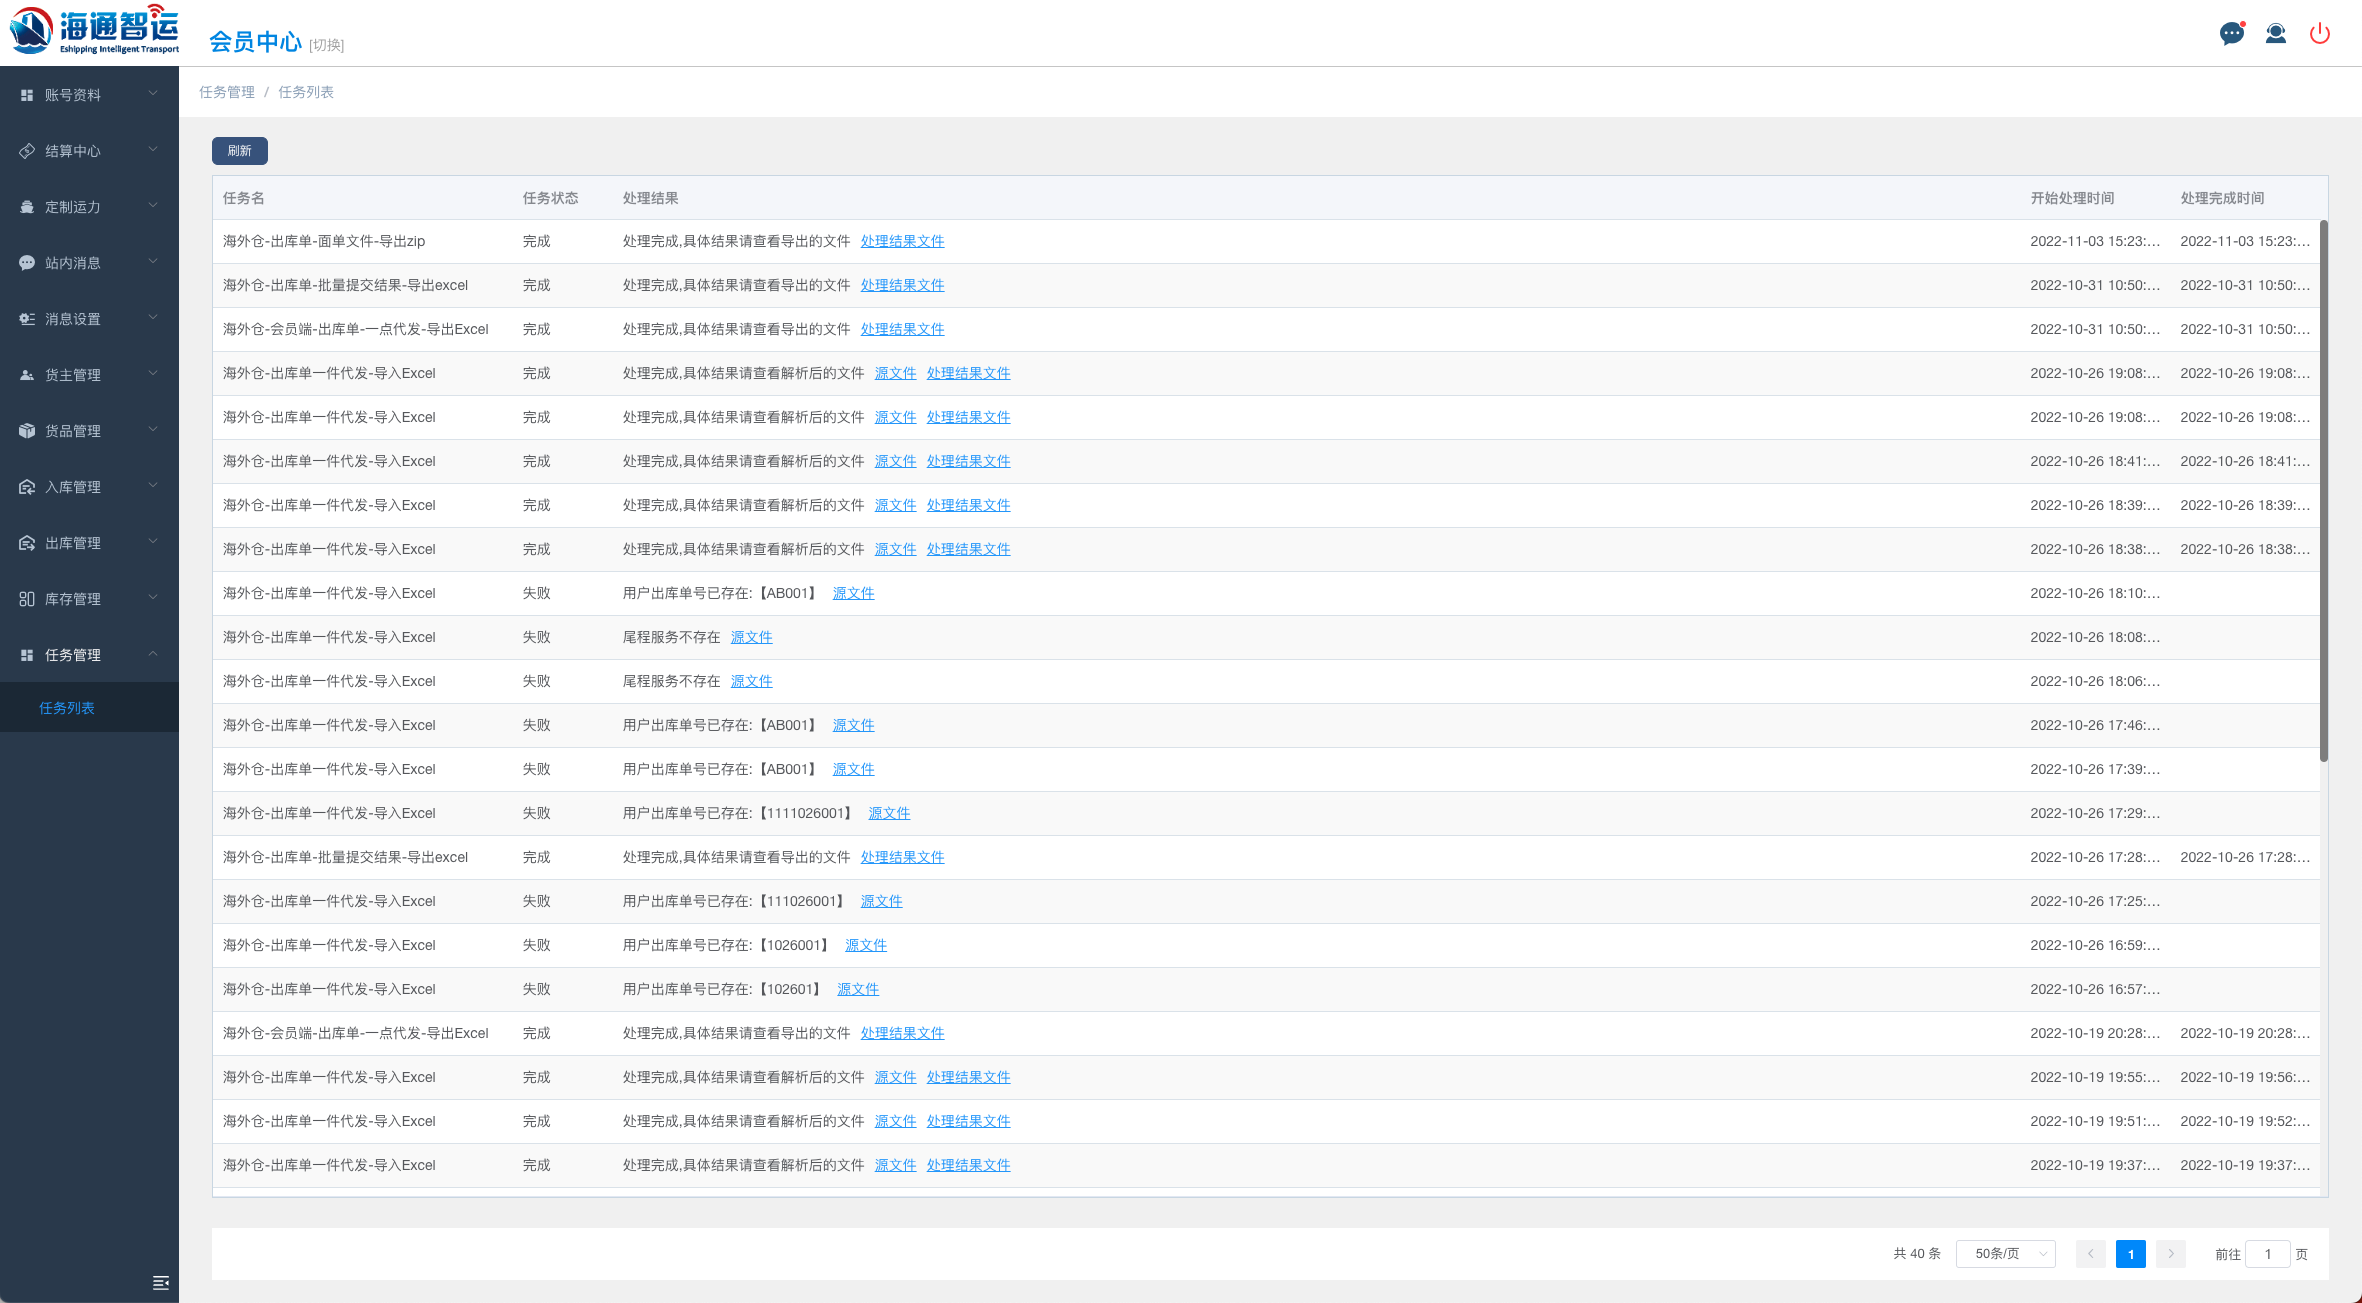 海通智运
Eshipping Intelligent Transport
会员中心 [切换]
账号资料
结算中心
定制运力
站内消息
消息设置
货主管理
货品管理
入库管理
出库管理
库存管理
任务管理
任务列表
任务管理 / 任务列表
刷新
任务名 任务状态 处理结果 开始处理时间 处理完成时间
海外仓-出库单-面单文件-导出zip 完成 处理完成,具体结果请查看导出的文件 处理结果文件 2022-11-03 15:23:... 2022-11-03 15:23:...
海外仓-出库单-批量提交结果-导出excel 完成 处理完成,具体结果请查看导出的文件 处理结果文件 2022-10-31 10:50:... 2022-10-31 10:50:...
海外仓-会员端-出库单-一点代发-导出Excel 完成 处理完成,具体结果请查看导出的文件 处理结果文件 2022-10-31 10:50:... 2022-10-31 10:50:...
海外仓-出库单一件代发-导入Excel 完成 处理完成,具体结果请查看解析后的文件 源文件 处理结果文件 2022-10-26 19:08:... 2022-10-26 19:08:...
海外仓-出库单一件代发-导入Excel 完成 处理完成,具体结果请查看解析后的文件 源文件 处理结果文件 2022-10-26 19:08:... 2022-10-26 19:08:...
海外仓-出库单一件代发-导入Excel 完成 处理完成,具体结果请查看解析后的文件 源文件 处理结果文件 2022-10-26 18:41:... 2022-10-26 18:41:...
海外仓-出库单一件代发-导入Excel 完成 处理完成,具体结果请查看解析后的文件 源文件 处理结果文件 2022-10-26 18:39:... 2022-10-26 18:39:...
海外仓-出库单一件代发-导入Excel 完成 处理完成,具体结果请查看解析后的文件 源文件 处理结果文件 2022-10-26 18:38:... 2022-10-26 18:38:...
海外仓-出库单一件代发-导入Excel 失败 用户出库单号已存在:【AB001】 源文件 2022-10-26 18:10:...
海外仓-出库单一件代发-导入Excel 失败 尾程服务不存在 源文件 2022-10-26 18:08:...
海外仓-出库单一件代发-导入Excel 失败 尾程服务不存在 源文件 2022-10-26 18:06:...
海外仓-出库单一件代发-导入Excel 失败 用户出库单号已存在:【AB001】 源文件 2022-10-26 17:46:...
海外仓-出库单一件代发-导入Excel 失败 用户出库单号已存在:【AB001】 源文件 2022-10-26 17:39:...
海外仓-出库单一件代发-导入Excel 失败 用户出库单号已存在:【1111026001】 源文件 2022-10-26 17:29:...
海外仓-出库单-批量提交结果-导出excel 完成 处理完成,具体结果请查看导出的文件 处理结果文件 2022-10-26 17:28:... 2022-10-26 17:28:...
海外仓-出库单一件代发-导入Excel 失败 用户出库单号已存在:【111026001】 源文件 2022-10-26 17:25:...
海外仓-出库单一件代发-导入Excel 失败 用户出库单号已存在:【1026001】 源文件 2022-10-26 16:59:...
海外仓-出库单一件代发-导入Excel 失败 用户出库单号已存在:【102601】 源文件 2022-10-26 16:57:...
海外仓-会员端-出库单-一点代发-导出Excel 完成 处理完成,具体结果请查看导出的文件 处理结果文件 2022-10-19 20:28:... 2022-10-19 20:28:...
海外仓-出库单一件代发-导入Excel 完成 处理完成,具体结果请查看解析后的文件 源文件 处理结果文件 2022-10-19 19:55:... 2022-10-19 19:56:...
海外仓-出库单一件代发-导入Excel 完成 处理完成,具体结果请查看解析后的文件 源文件 处理结果文件 2022-10-19 19:51:... 2022-10-19 19:52:...
海外仓-出库单一件代发-导入Excel 完成 处理完成,具体结果请查看解析后的文件 源文件 处理结果文件 2022-10-19 19:37:... 2022-10-19 19:37:...
共 40 条 50条/页 1 前往 1 页